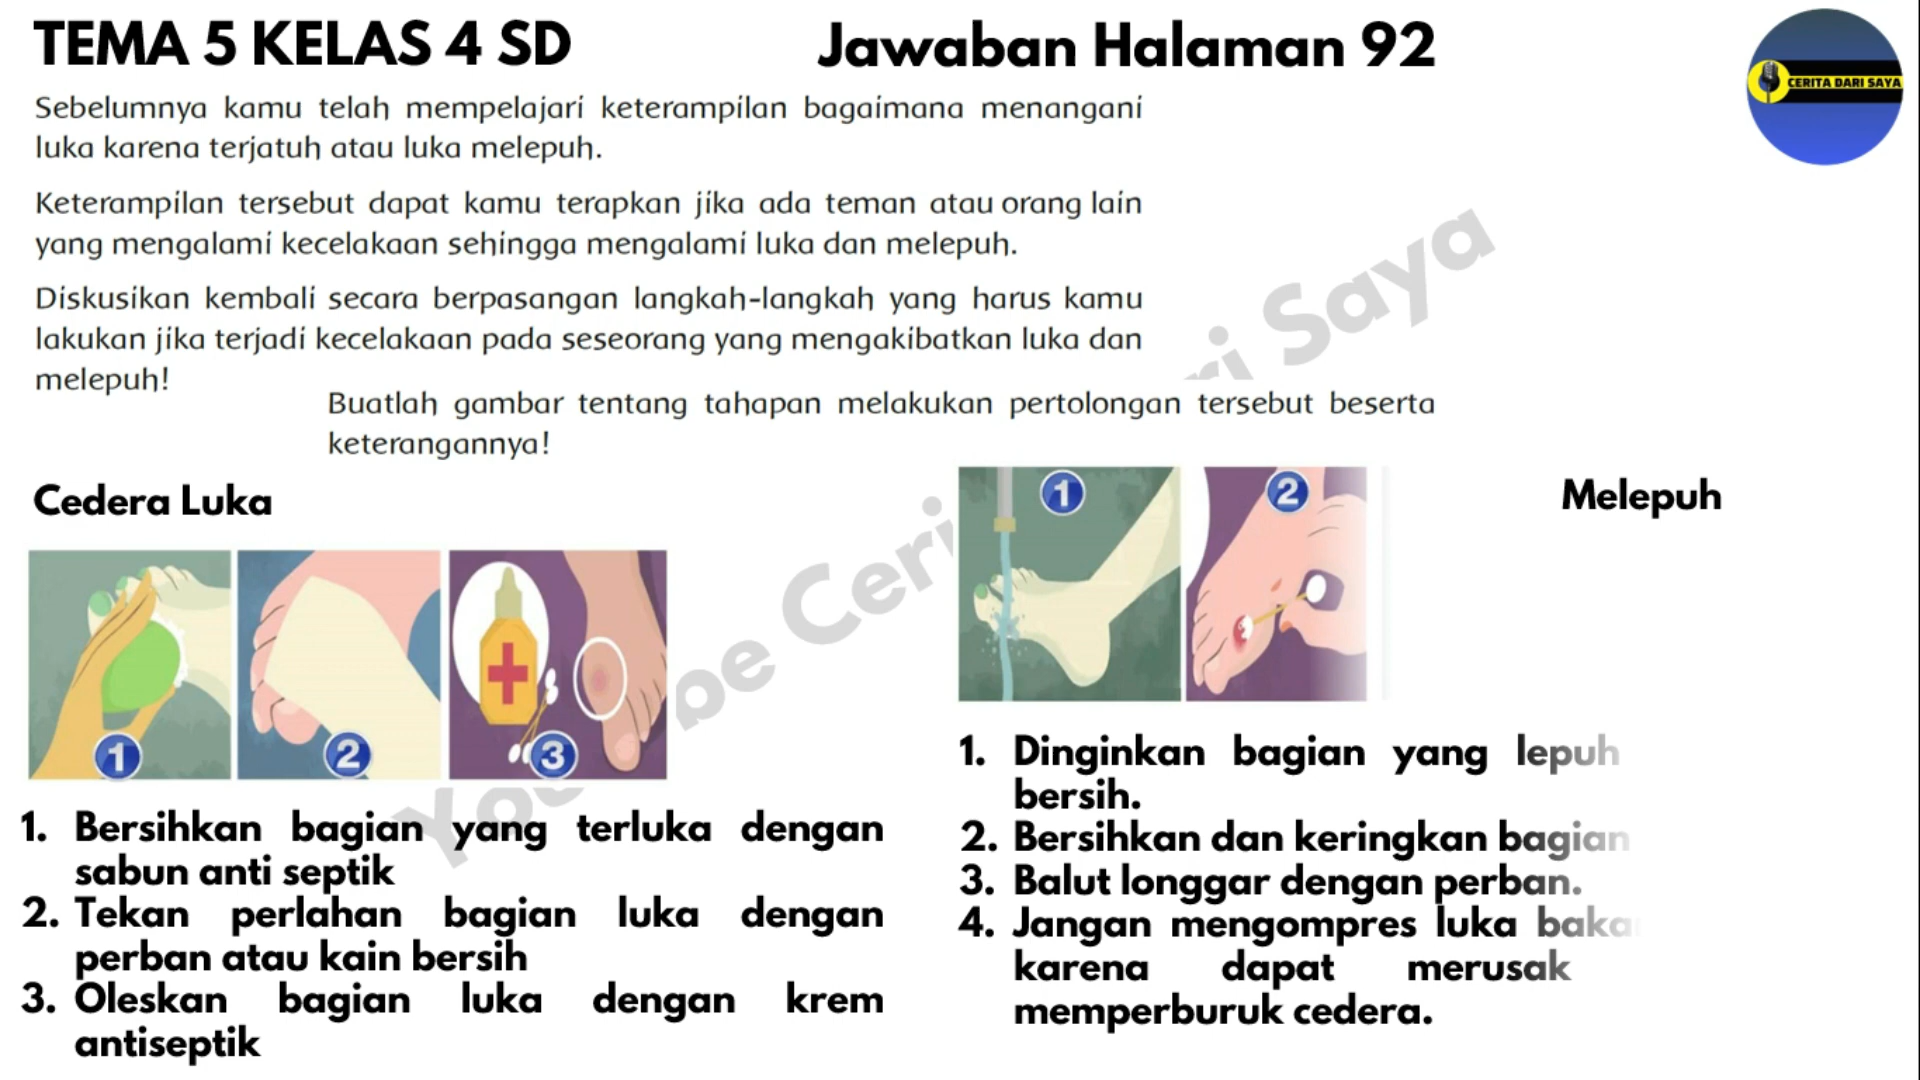 TEMA 5 KELAS 4 SD
Jawaban Halaman 92
CERITA DARI SAYA
Sebelumnya kamu telah mempelajari keterampilan bagaimana menangani
luka karena terjatuh atau luka melepuh.
Keterampilan tersebut dapat kamu terapkan jika ada teman atau orang lain
yang mengalami kecelakaan sehingga mengalami luka dan melepuh.
Diskusikan kembali secara berpasangan langkah-langkah yang harus kamu
lakukan jika terjadi kecelakaan pada seseorang yang mengakibatkan luka dan
melepuh!
Buatlah gambar tentang tahapan melakukan pertolongan tersebut beserta
keterangannya!
Cedera Luka
1
2
3
1. Bersihkan bagian yang terluka dengan
sabun anti septik
2. Tekan perlahan bagian luka dengan
perban atau kain bersih
3. Oleskan bagian luka dengan krem
antiseptik
Melepuh
1
2
1. Dinginkan bagian yang lepuh
bersih.
2. Bersihkan dan keringkan bagian
3. Balut longgar dengan perban.
4. Jangan mengompres luka
karena dapat merusak
memperburuk cedera.
Saya